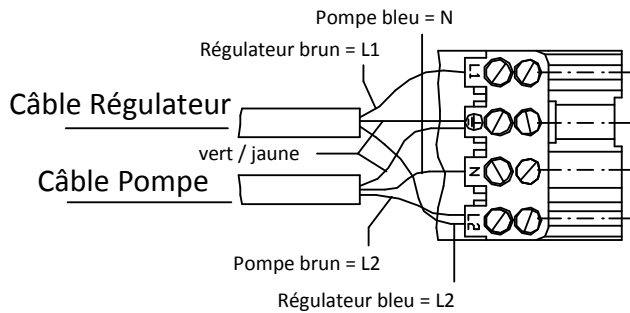 Pompe bleu = N
Régulateur brun = L1
Câble Régulateur
vert / jaune
Câble Pompe
Pompe brun = L2
Régulateur bleu = L2
L1
N
L2